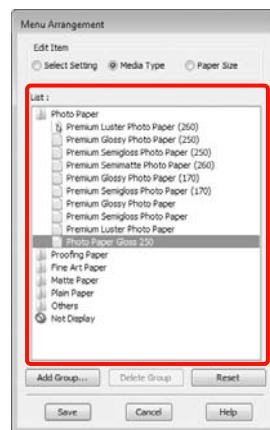 Menu Arrangement
Edit Item
Select Setting Media Type Paper Size
List :
Photo Paper
Premium Luster Photo Paper (260)
Premium Glossy Photo Paper (250)
Premium Semigloss Photo Paper (250)
Premium Semimatte Photo Paper (260)
Premium Glossy Photo Paper (170)
Premium Semigloss Photo Paper (170)
Premium Glossy Photo Paper
Premium Semigloss Photo Paper
Premium Luster Photo Paper
Photo Paper Gloss 250
Proofing Paper
Fine Art Paper
Matte Paper
Plain Paper
Others
Not Display
Add Group... Delete Group Reset
Save Cancel Help